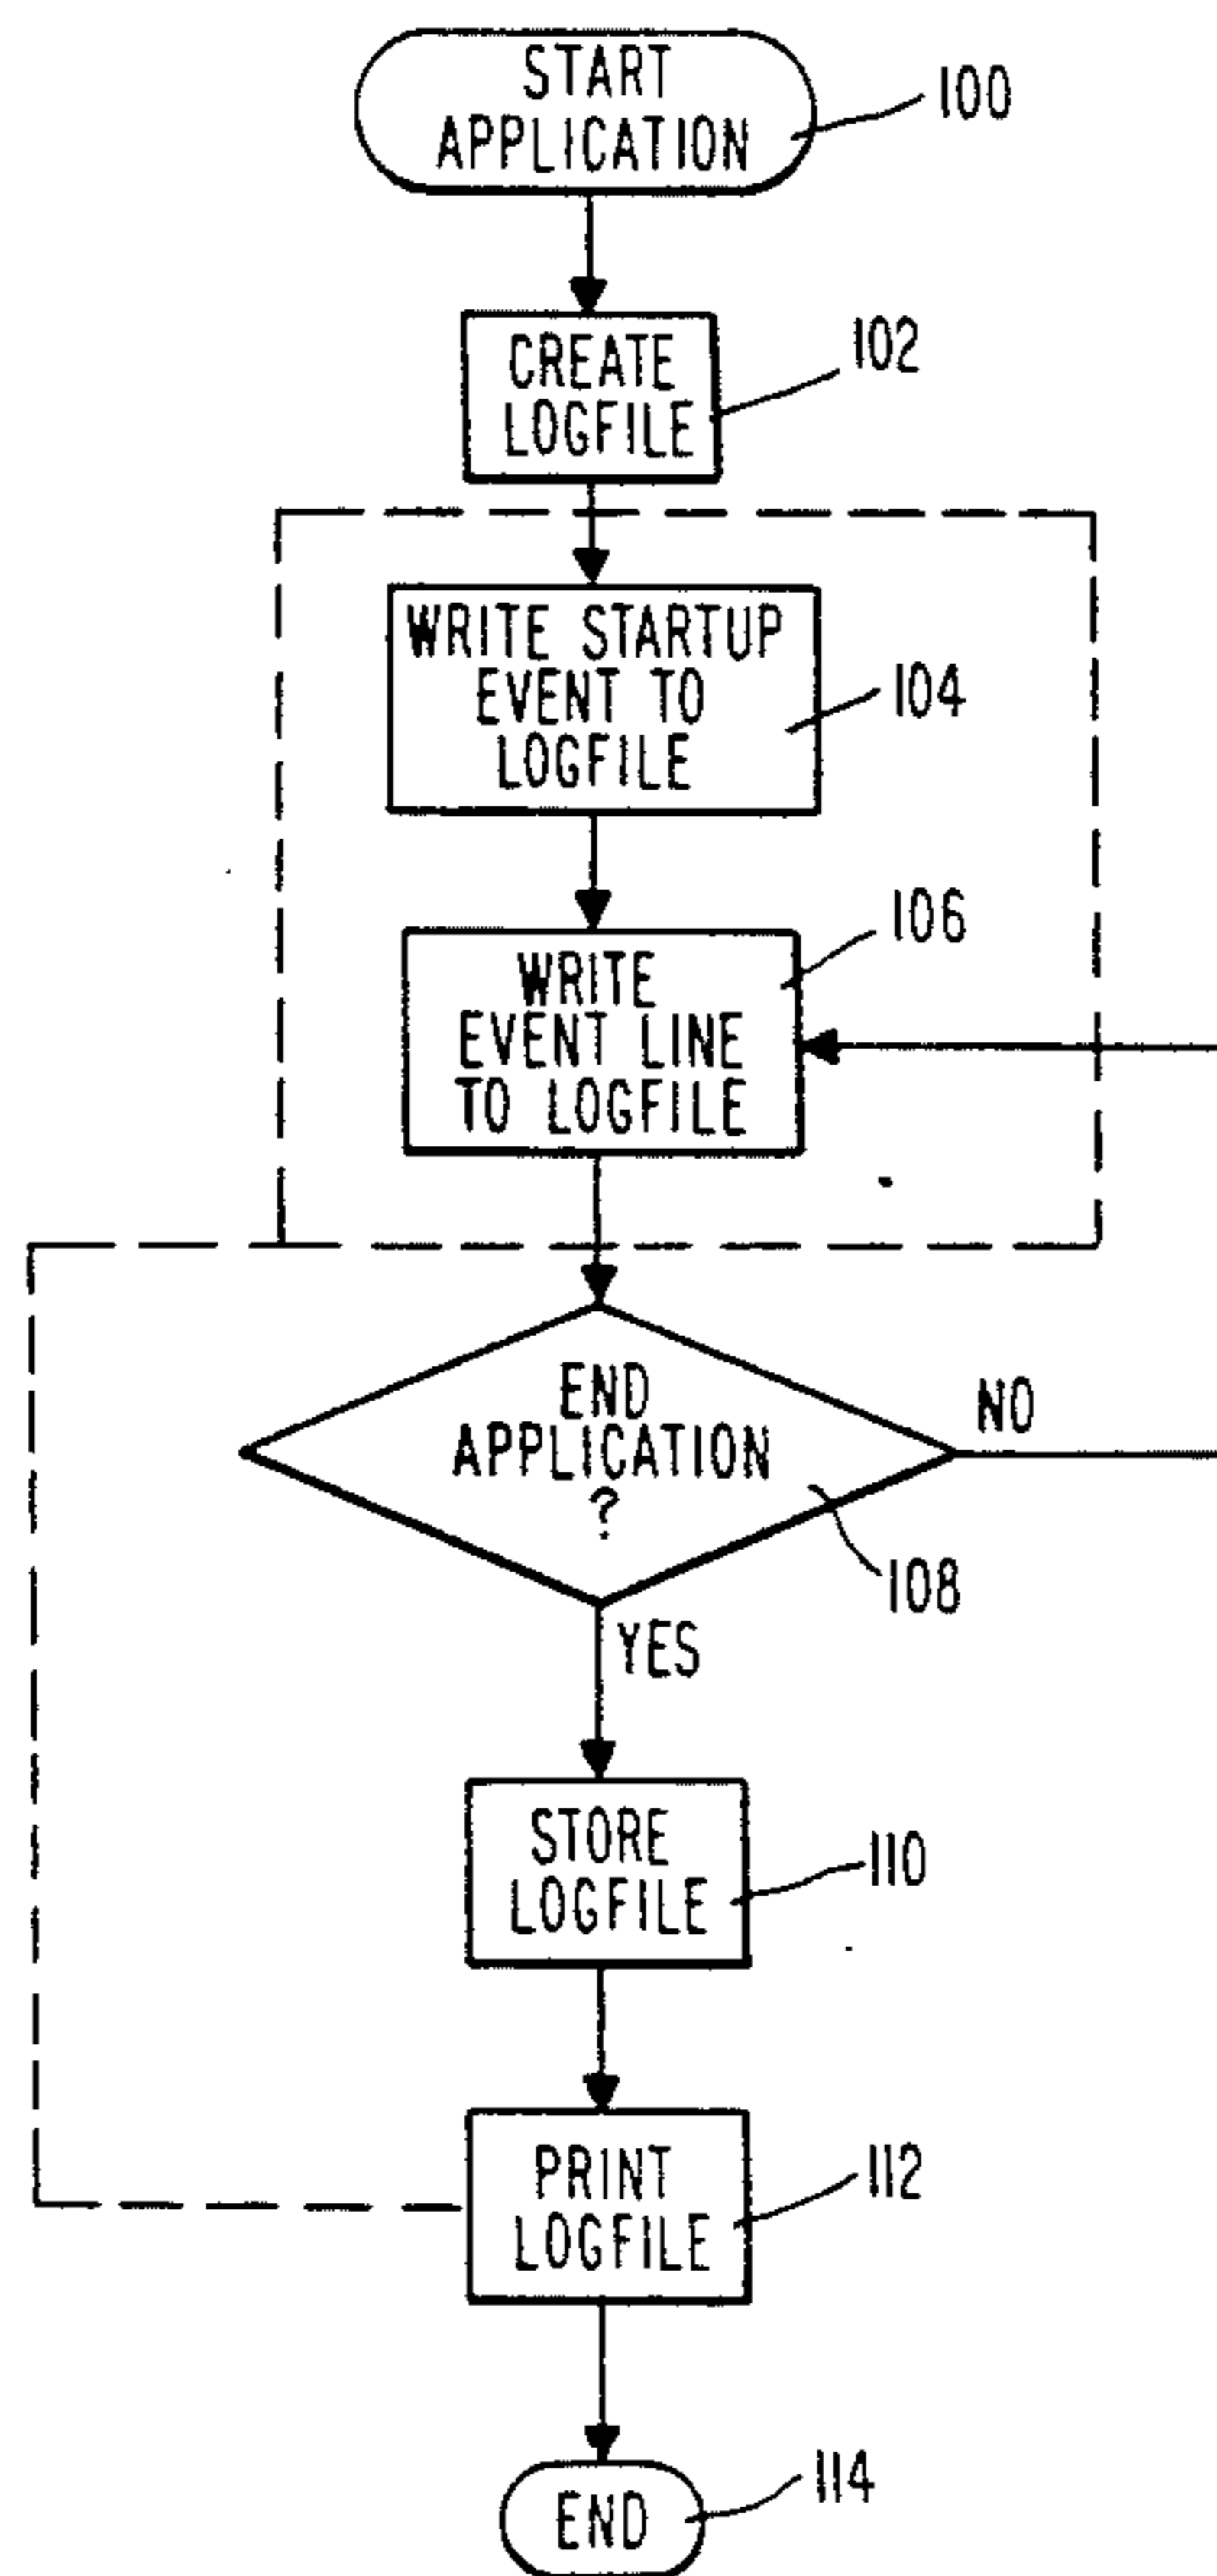 START
APPLICATION
100
CREATE
LOGFILE
102
WRITE STARTUP
EVENT TO
LOGFILE
104
WRITE
EVENT LINE
TO LOGFILE
106
END
APPLICATION
?
NO
108
YES
STORE
LOGFILE
110
PRINT
LOGFILE
112
END
114